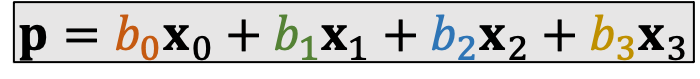 p = b₀x₀ + b₁x₁ + b₂x₂ + b₃x₃